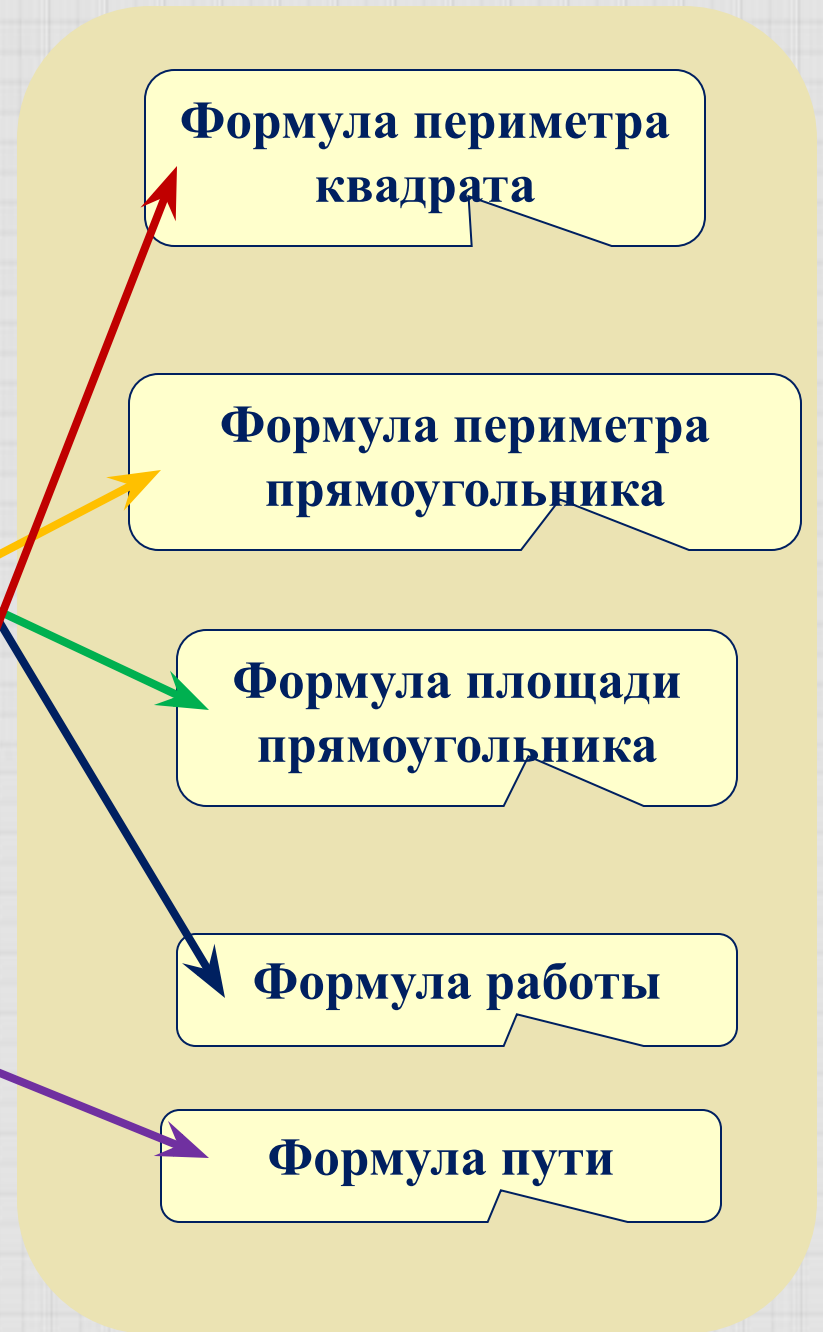 Формула периметра
квадрата
Формула периметра
прямоугольника
Формула площади
прямоугольника
Формула работы
Формула пути